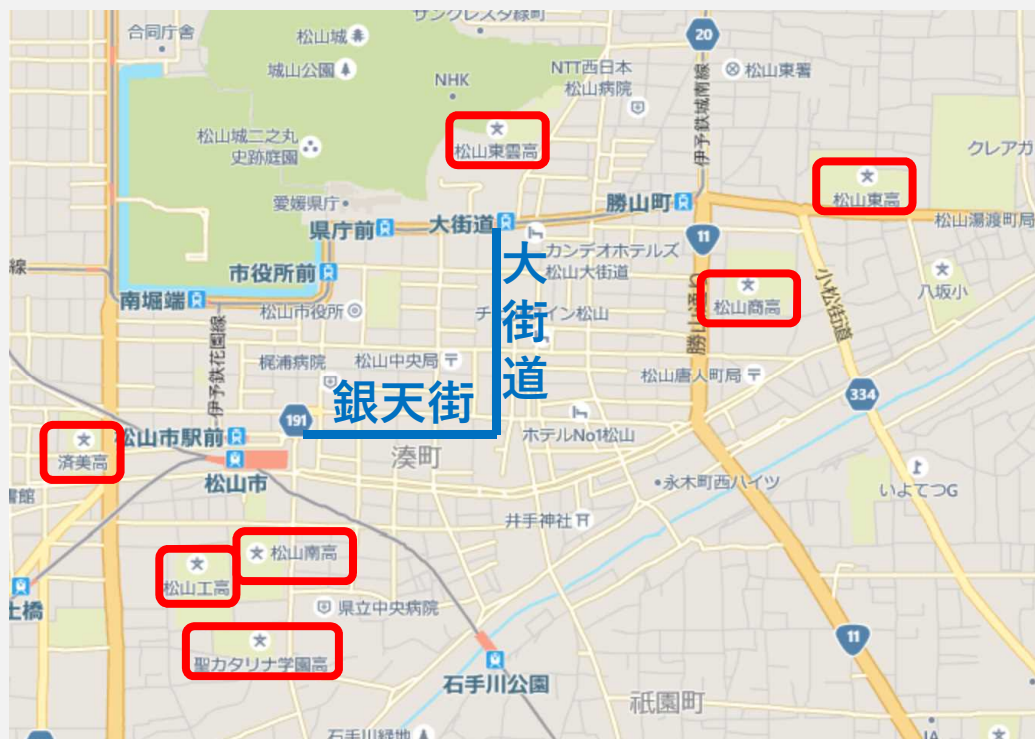 サンクレスタ緑町
合同庁舎
松山城
20
城山公園
NHK
NTT西日本
松山病院
松山東署
伊予鉄城南線
松山城二之丸
史跡庭園
松山東雲高
クレアガ
愛媛県庁
松山東高
勝山町
大街道
県庁前
松山湯渡町局
11
カンデオホテルズ
松山大街道
大街道
市役所前
線
南堀端
松山市役所
松山商高
八坂小
小松街道
勝山通り
伊予鉄花園線
梶浦病院
松山中央局
松山唐人町局
334
銀天街
191
松山市駅前
ホテルNo1松山
済美高
湊町
松山市
永木町西ハイツ
いよてつG
書館
井手神社
松山南高
松山工高
土橋
県立中央病院
11
聖カタリナ学園高
石手川公園
祇園町
石手川緑地
JA